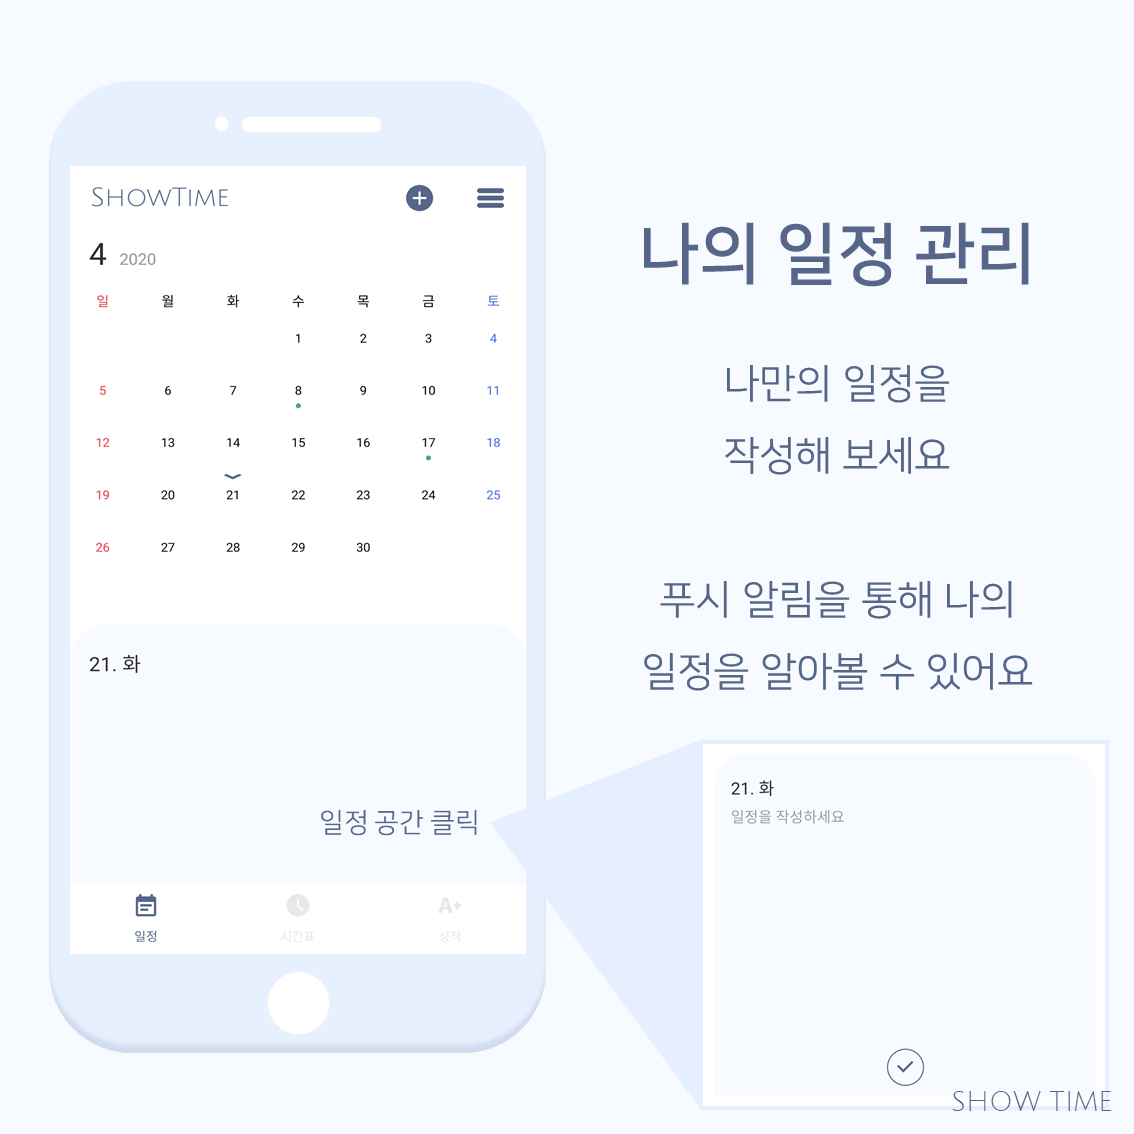 SHOWTIME
4 2020
일 월 화 수 목 금 토
1 2 3 4
5 6 7 8 9 10 11
12 13 14 15 16 17 18
19 20 21 22 23 24 25
26 27 28 29 30
21. 화
일정 공간 클릭
일정 시간표 성적
A+
나의 일정 관리
나만의 일정을
작성해 보세요
푸시 알림을 통해 나의
일정을 알아볼 수 있어요
21. 화
일정을 작성하세요
SHOW TIME